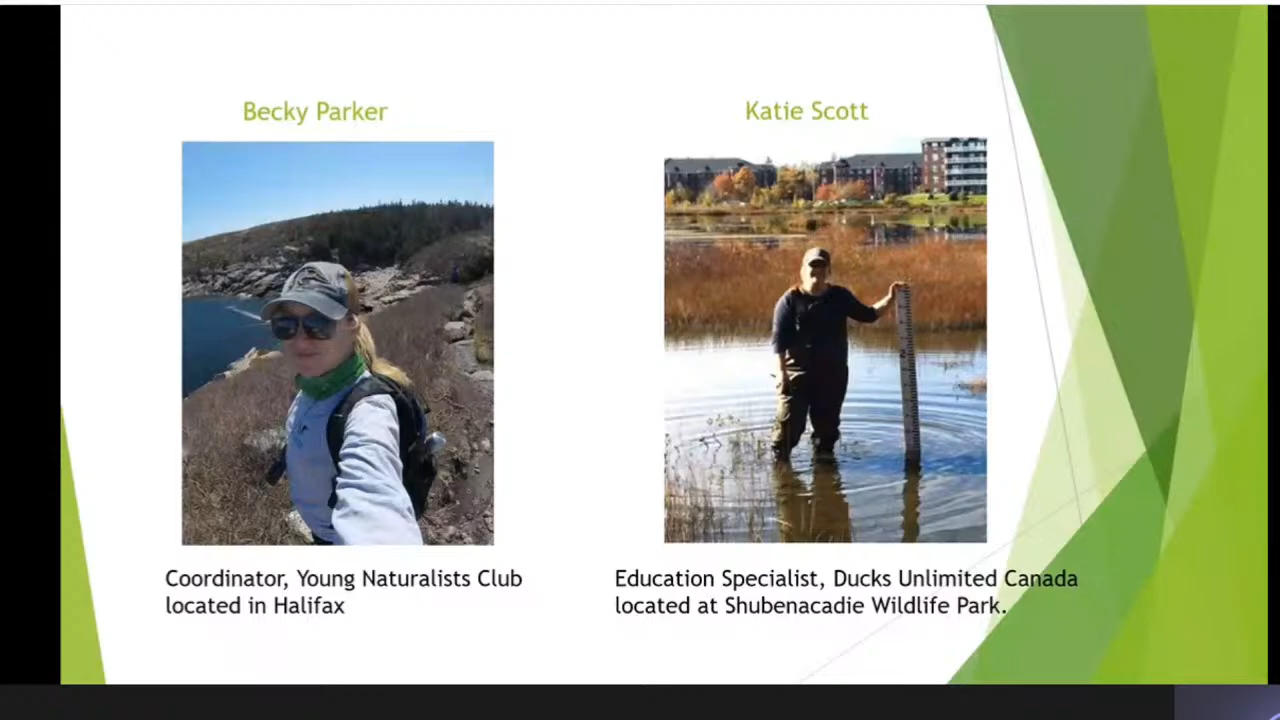 Becky Parker
Katie Scott
Coordinator, Young Naturalists Club
located in Halifax
Education Specialist, Ducks Unlimited Canada
located at Shubenacadie Wildlife Park.